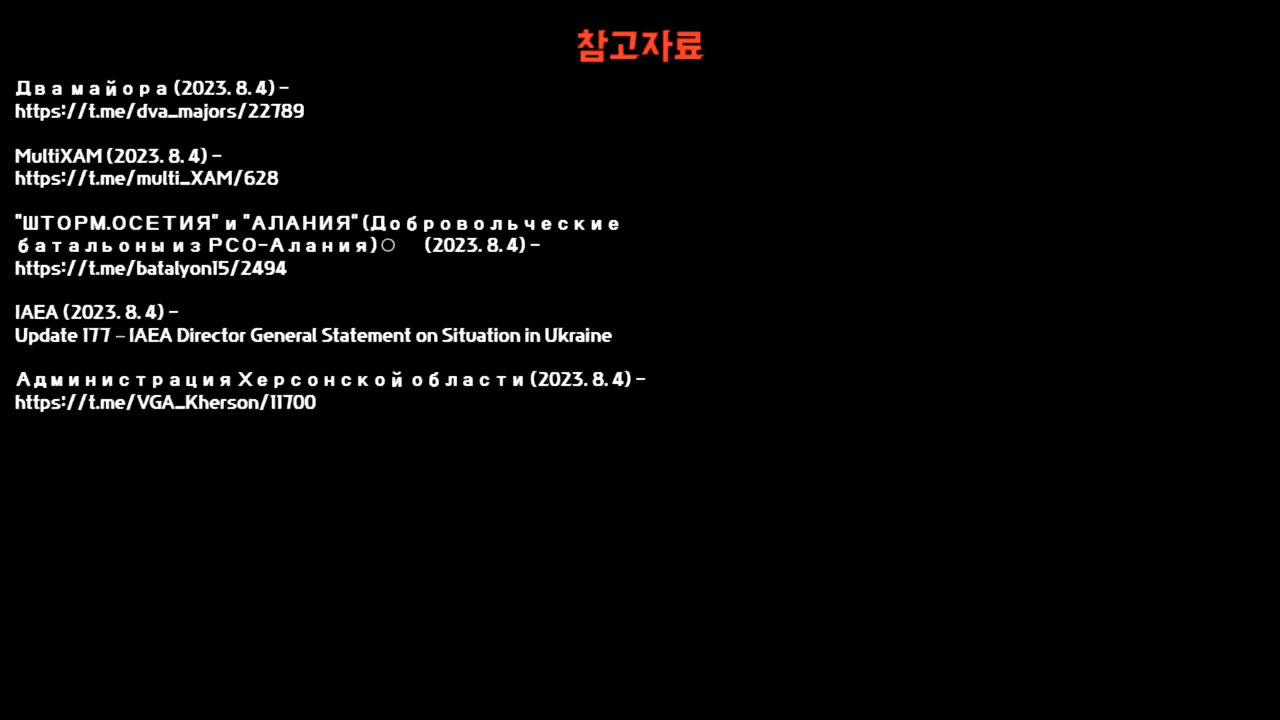 참고자료
Два майора (2023. 8. 4) -
https://t.me/dva_majors/22789
MultiXAM (2023. 8. 4) -
https://t.me/multi_XAM/628
"ШТОРМ.ОСЕТИЯ" и "АЛАНИЯ" (Добровольческие
батальоны из РСО-Алания)○ (2023. 8. 4) -
https://t.me/batalyon15/2494
IAEA (2023. 8. 4) -
Update 177 – IAEA Director General Statement on Situation in Ukraine
Администрация Херсонской области (2023. 8. 4) -
https://t.me/VGA_Kherson/11700